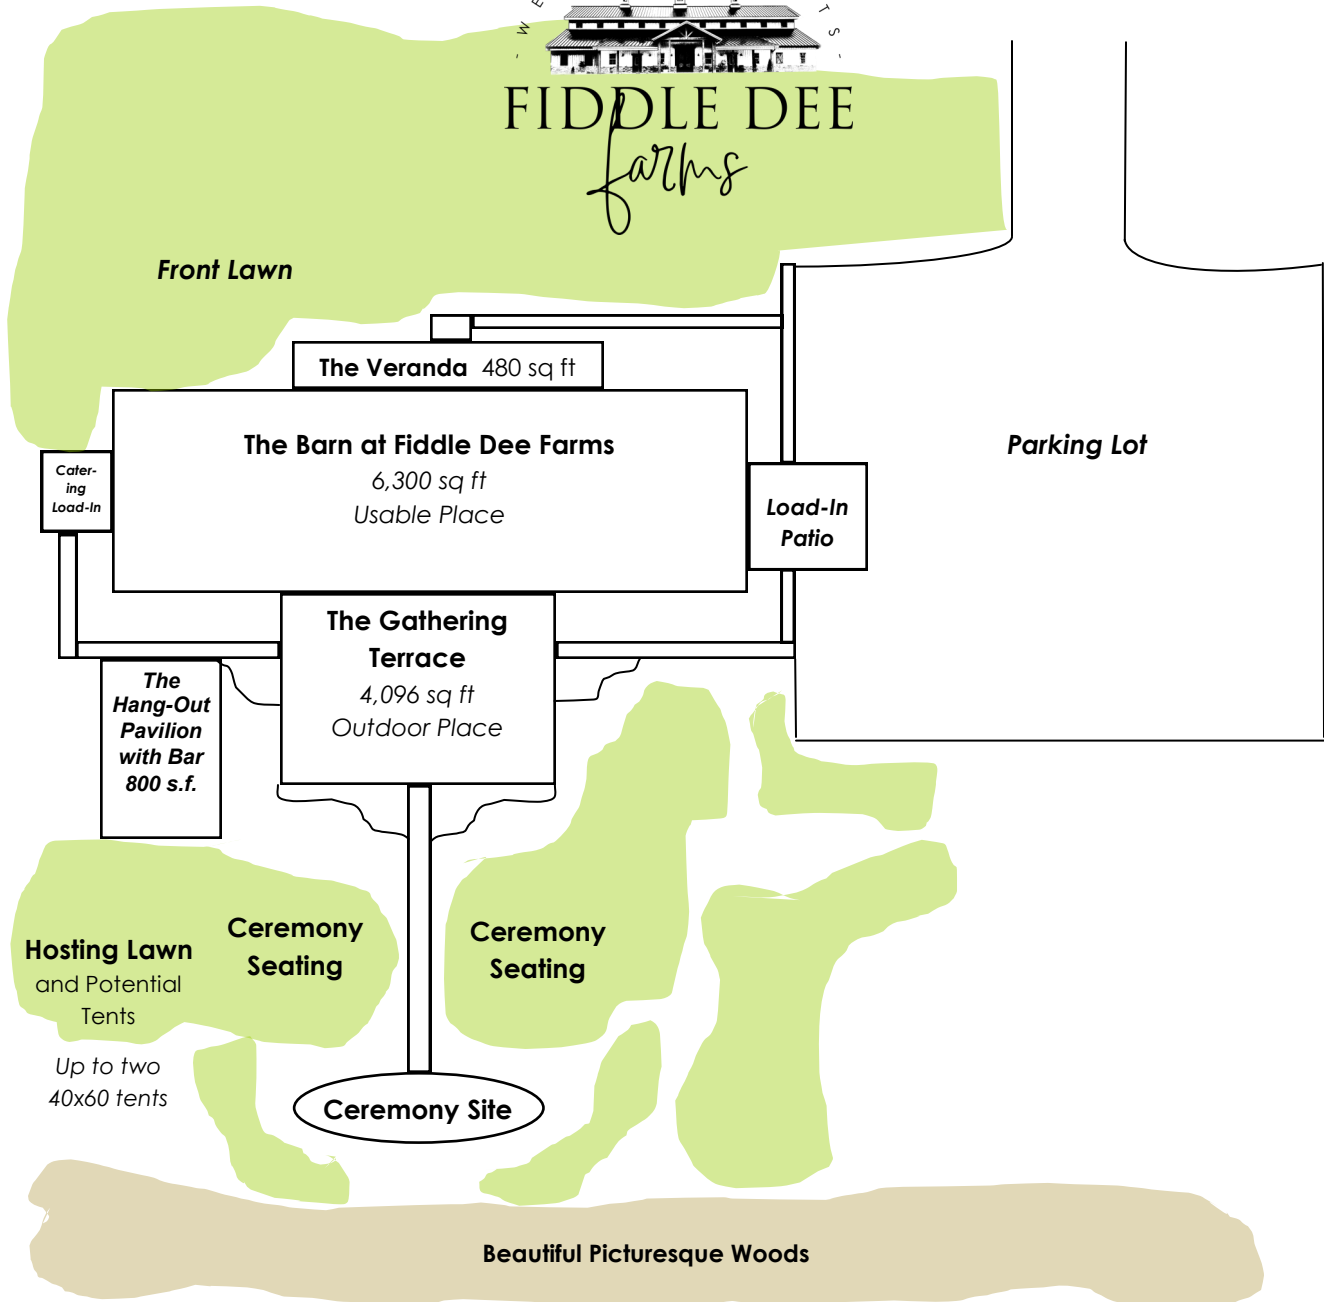 FIDDLE DEE
farms
Front Lawn
The Veranda 480 sq ft
The Barn at Fiddle Dee Farms
6,300 sq ft
Usable Place
Parking Lot
Cater-
ing
Load-In
Load-In
Patio
The Gathering
Terrace
4,096 sq ft
Outdoor Place
The
Hang-Out
Pavilion
with Bar
800 s.f.
Hosting Lawn
and Potential
Tents
Up to two
40x60 tents
Ceremony
Seating
Ceremony
Seating
Ceremony Site
Beautiful Picturesque Woods